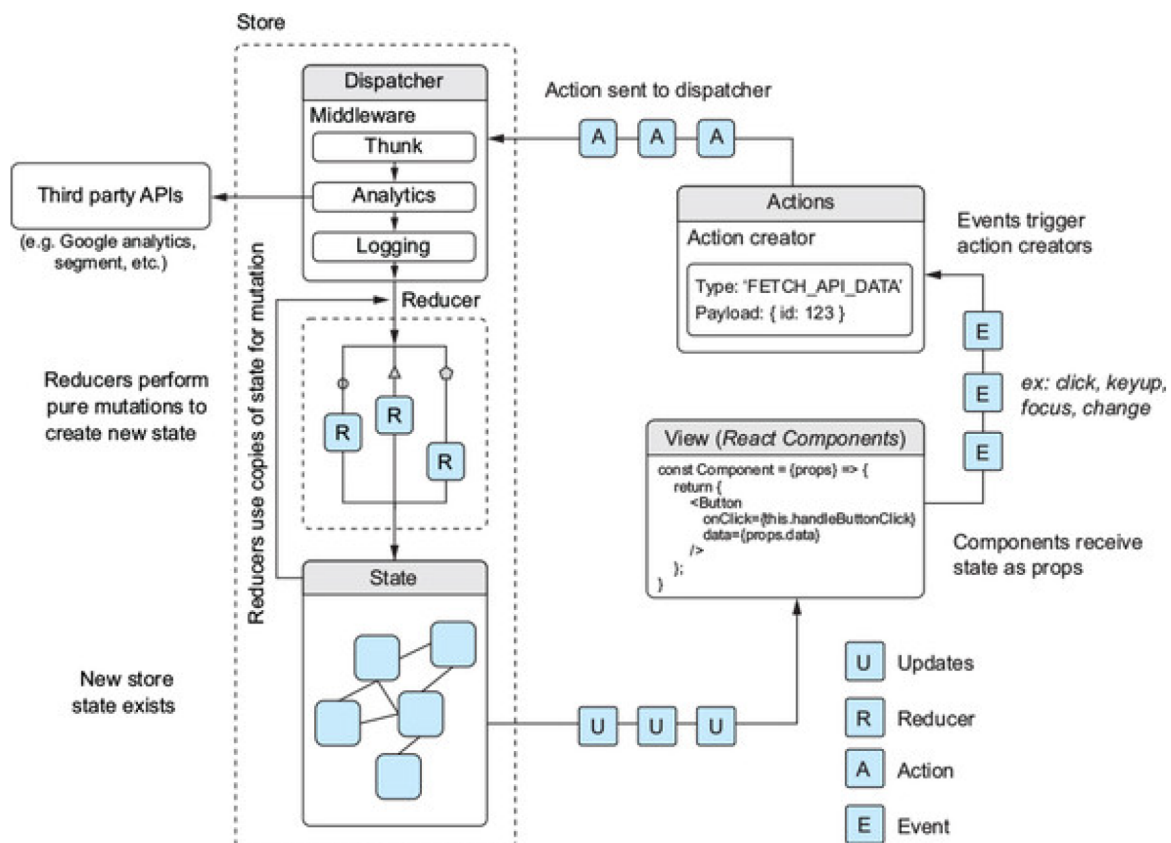 Store
Dispatcher
Middleware
Thunk
Analytics
Logging
Third party APIs
(e.g. Google analytics,
segment, etc.)
Action sent to dispatcher
A A A
Actions
Action creator
Type: 'FETCH_API_DATA'
Payload: { id: 123 }
Events trigger
action creators
E
E
E
ex: click, keyup,
focus, change
Reducer
Reducers use copies of state for mutation
Reducers perform
pure mutations to
create new state
R
R
R
View (React Components)
const Component = {props} => {
return {
<Button
onClick={this.handleButtonClick}
data={props.data}
/>
};
}
Components receive
state as props
State
New store
state exists
U U U
U Updates
R Reducer
A Action
E Event